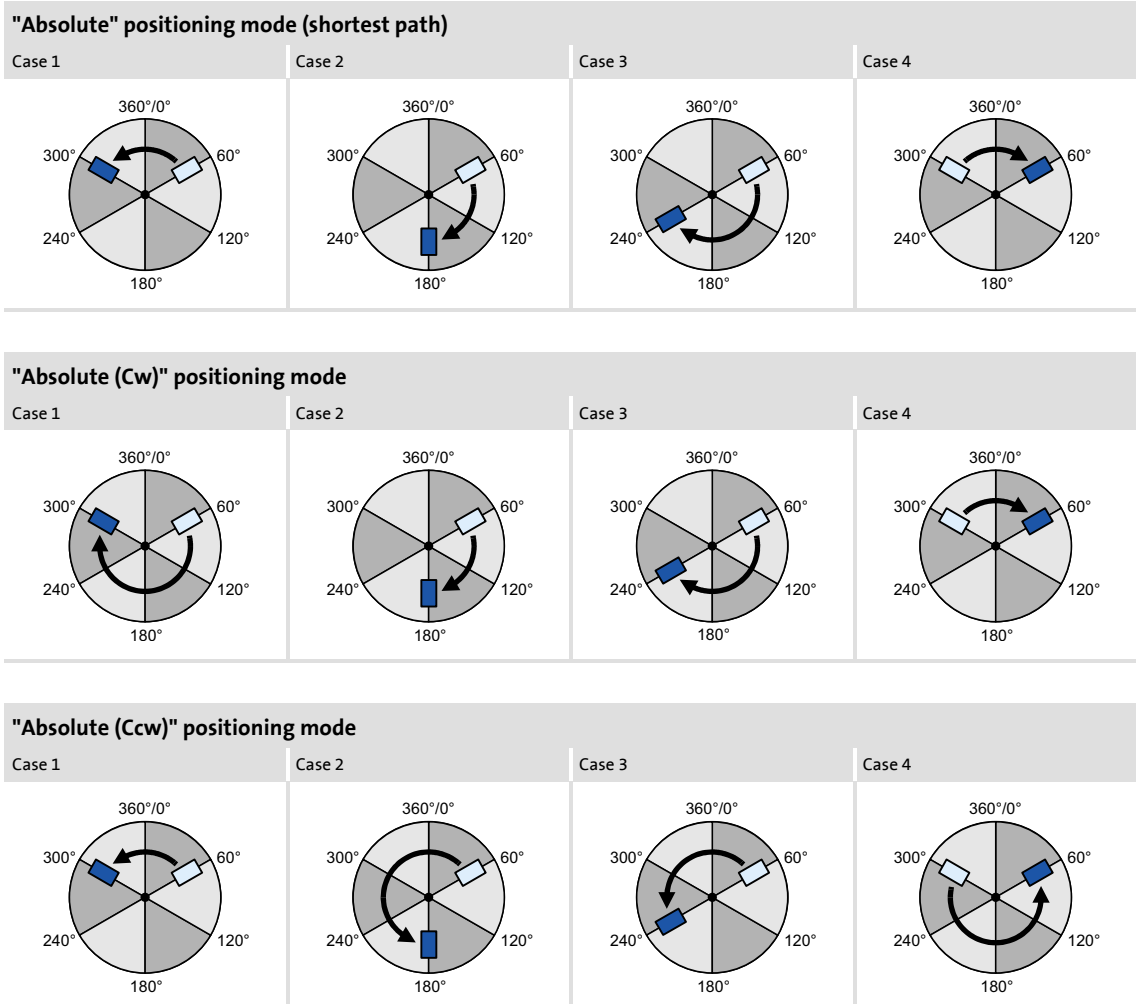 "Absolute" positioning mode (shortest path)
Case 1 Case 2 Case 3 Case 4
360°/0° 360°/0° 360°/0° 360°/0°
300° 60° 300° 60° 300° 60° 300° 60°
240° 120° 240° 120° 240° 120° 240° 120°
180° 180° 180° 180°
"Absolute (Cw)" positioning mode
Case 1 Case 2 Case 3 Case 4
360°/0° 360°/0° 360°/0° 360°/0°
300° 60° 300° 60° 300° 60° 300° 60°
240° 120° 240° 120° 240° 120° 240° 120°
180° 180° 180° 180°
"Absolute (Ccw)" positioning mode
Case 1 Case 2 Case 3 Case 4
360°/0° 360°/0° 360°/0° 360°/0°
300° 60° 300° 60° 300° 60° 300° 60°
240° 120° 240° 120° 240° 120° 240° 120°
180° 180° 180° 180°